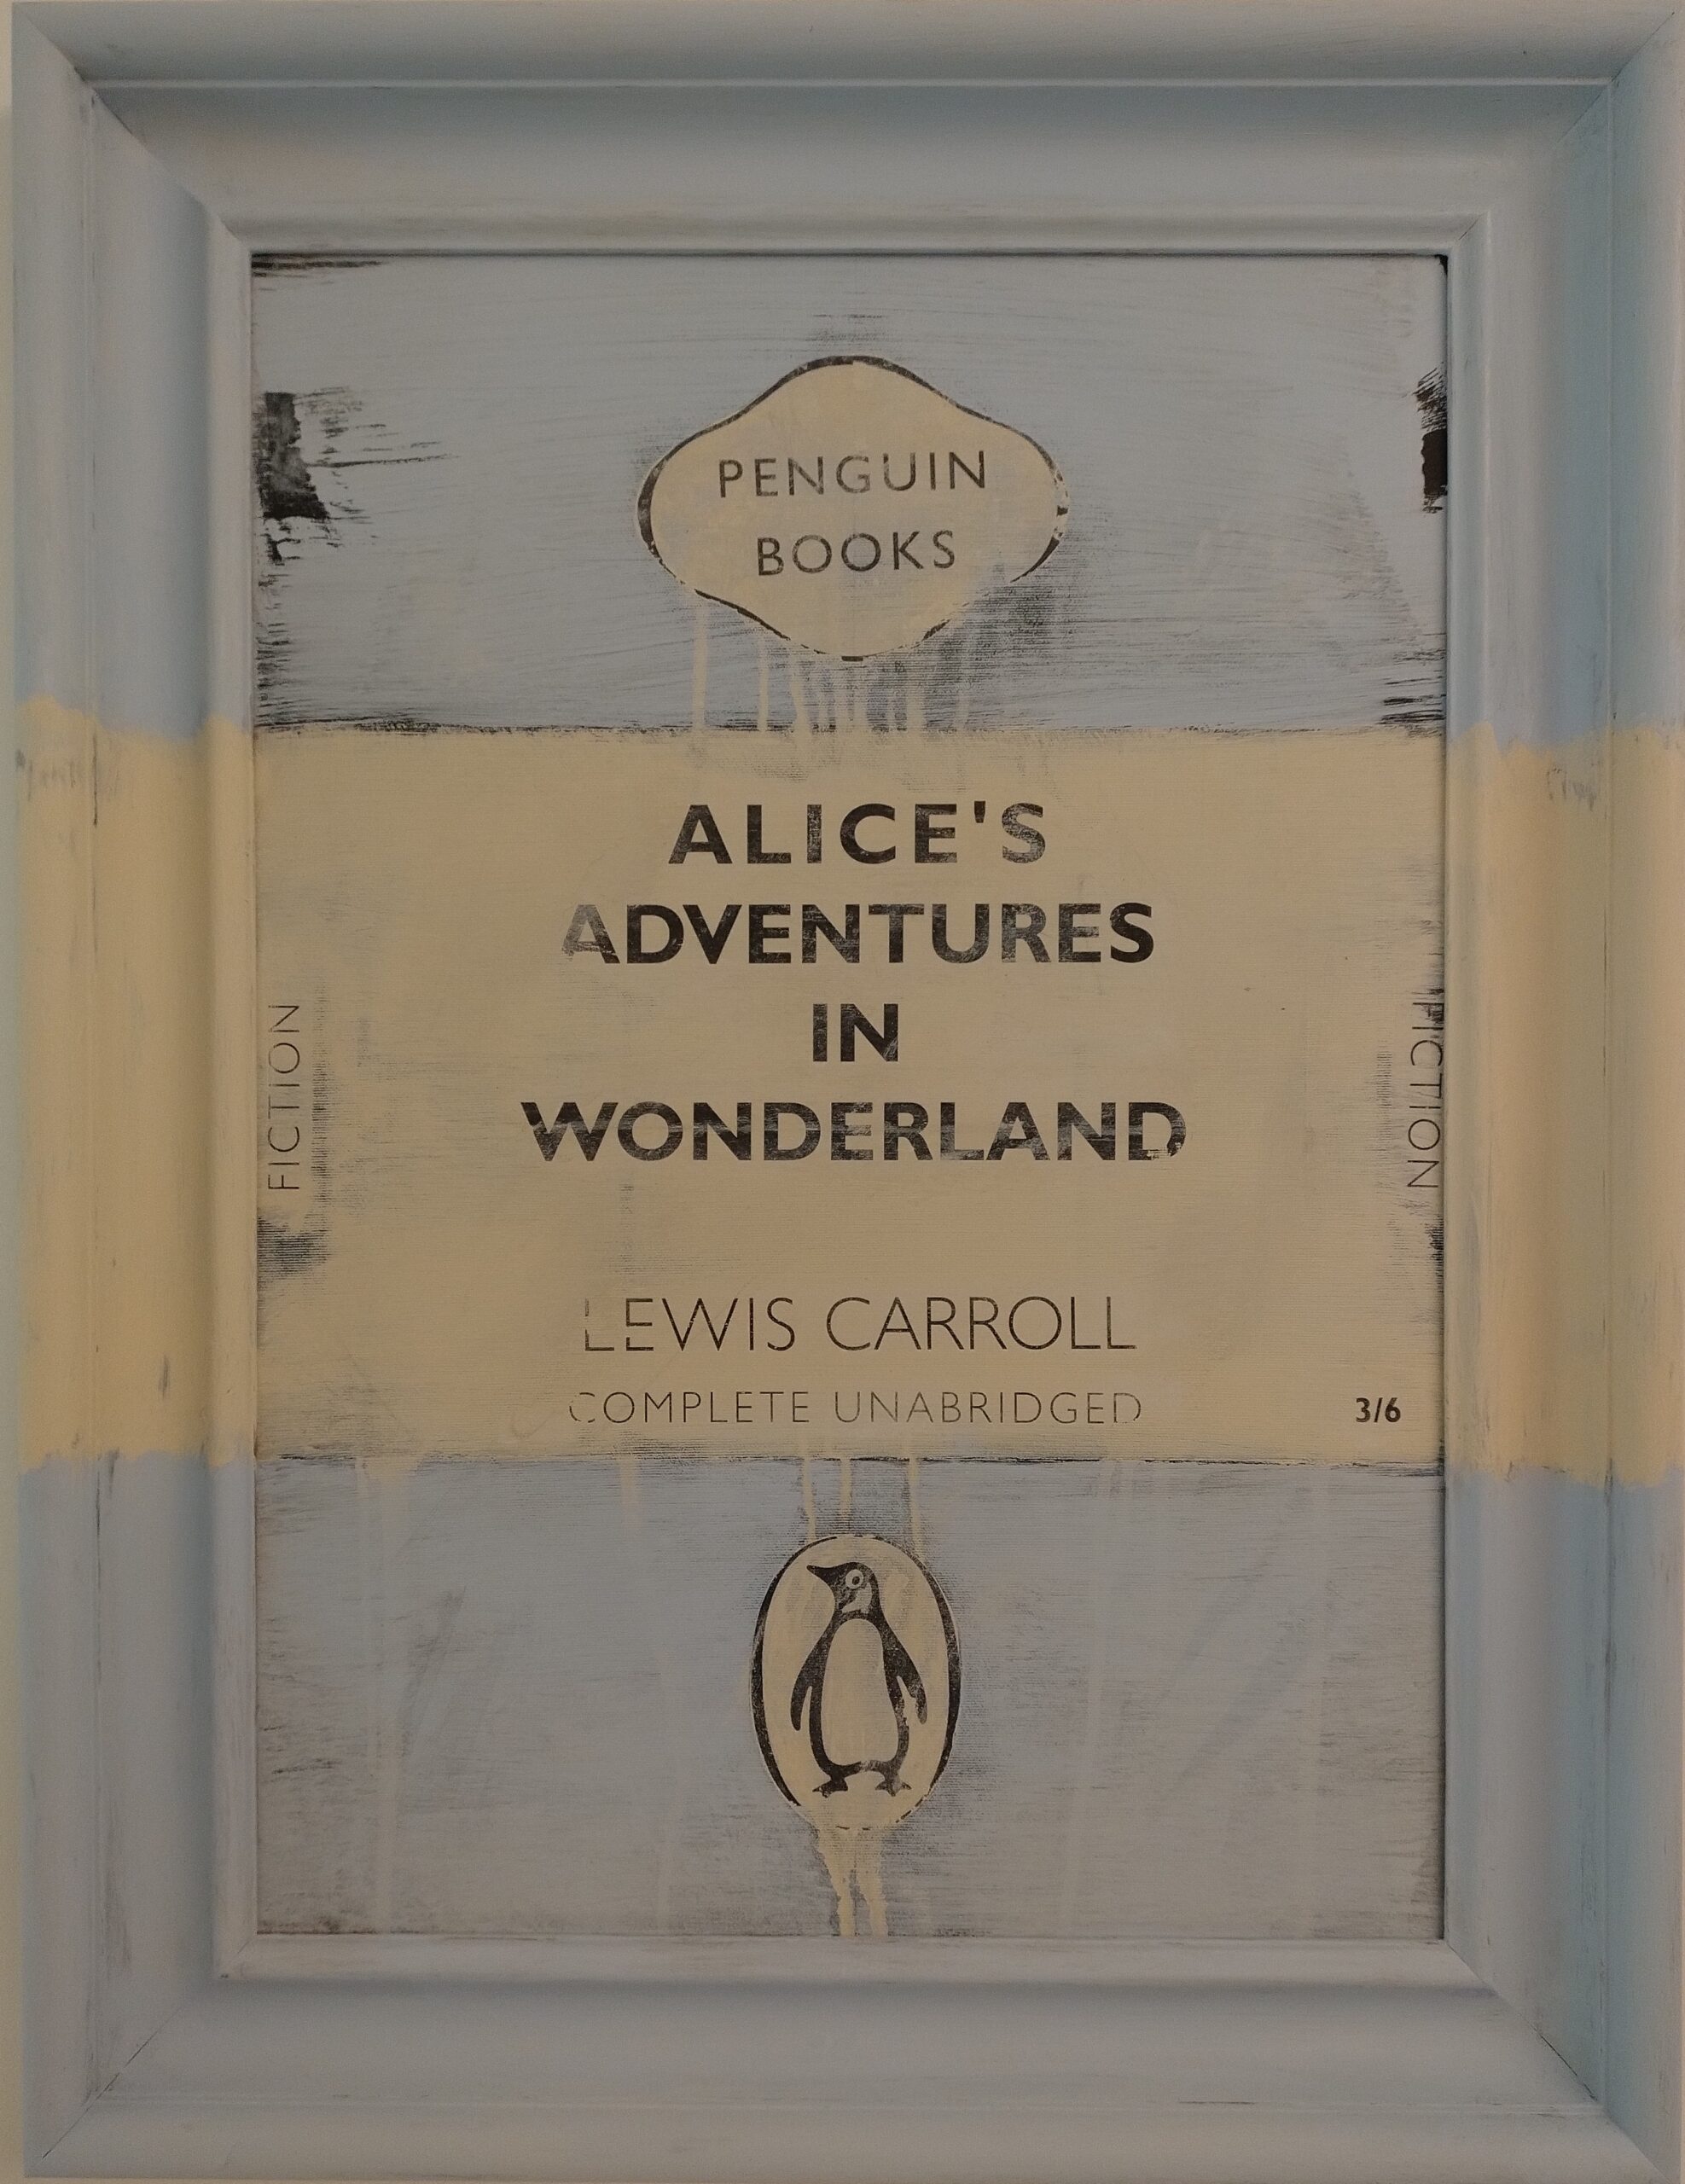 PENGUIN
BOOKS
ALICE'S
ADVENTURES
IN
WONDERLAND
FICTION
FICTION
LEWIS CARROLL
COMPLETE UNABRIDGED
3/6